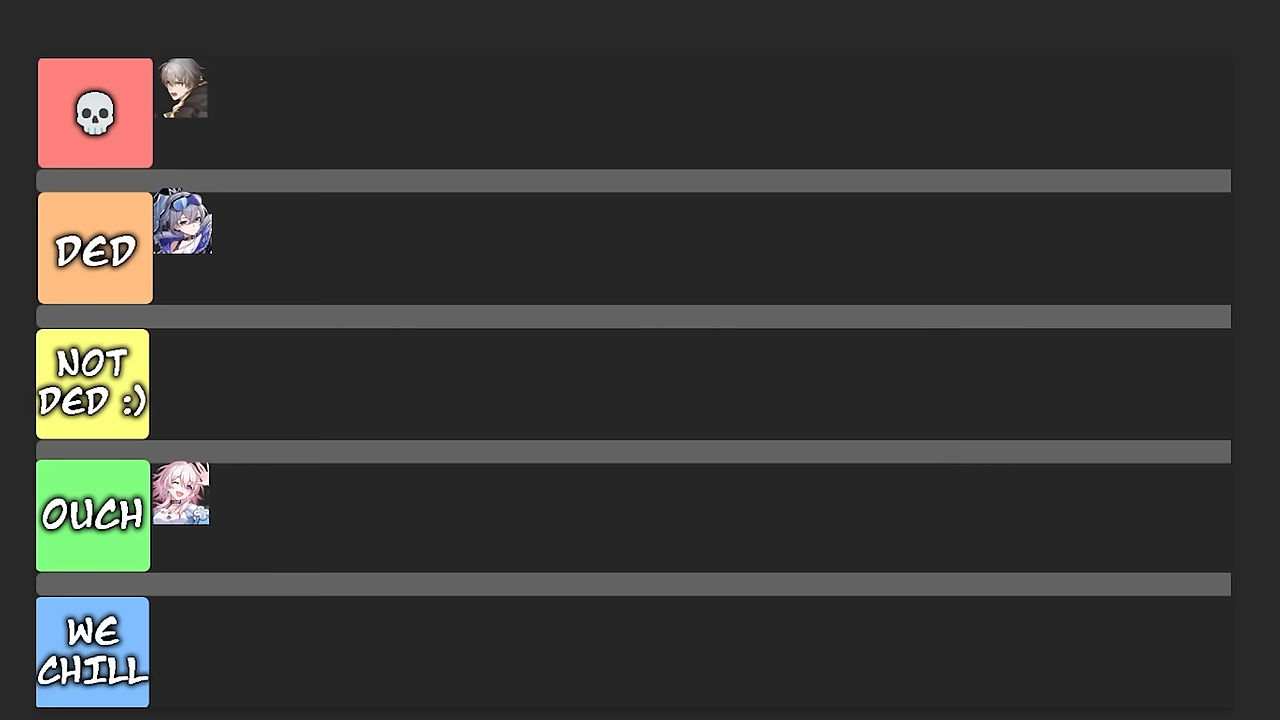 💀
DED
NOT
DED :)
OUCH
WE
CHILL